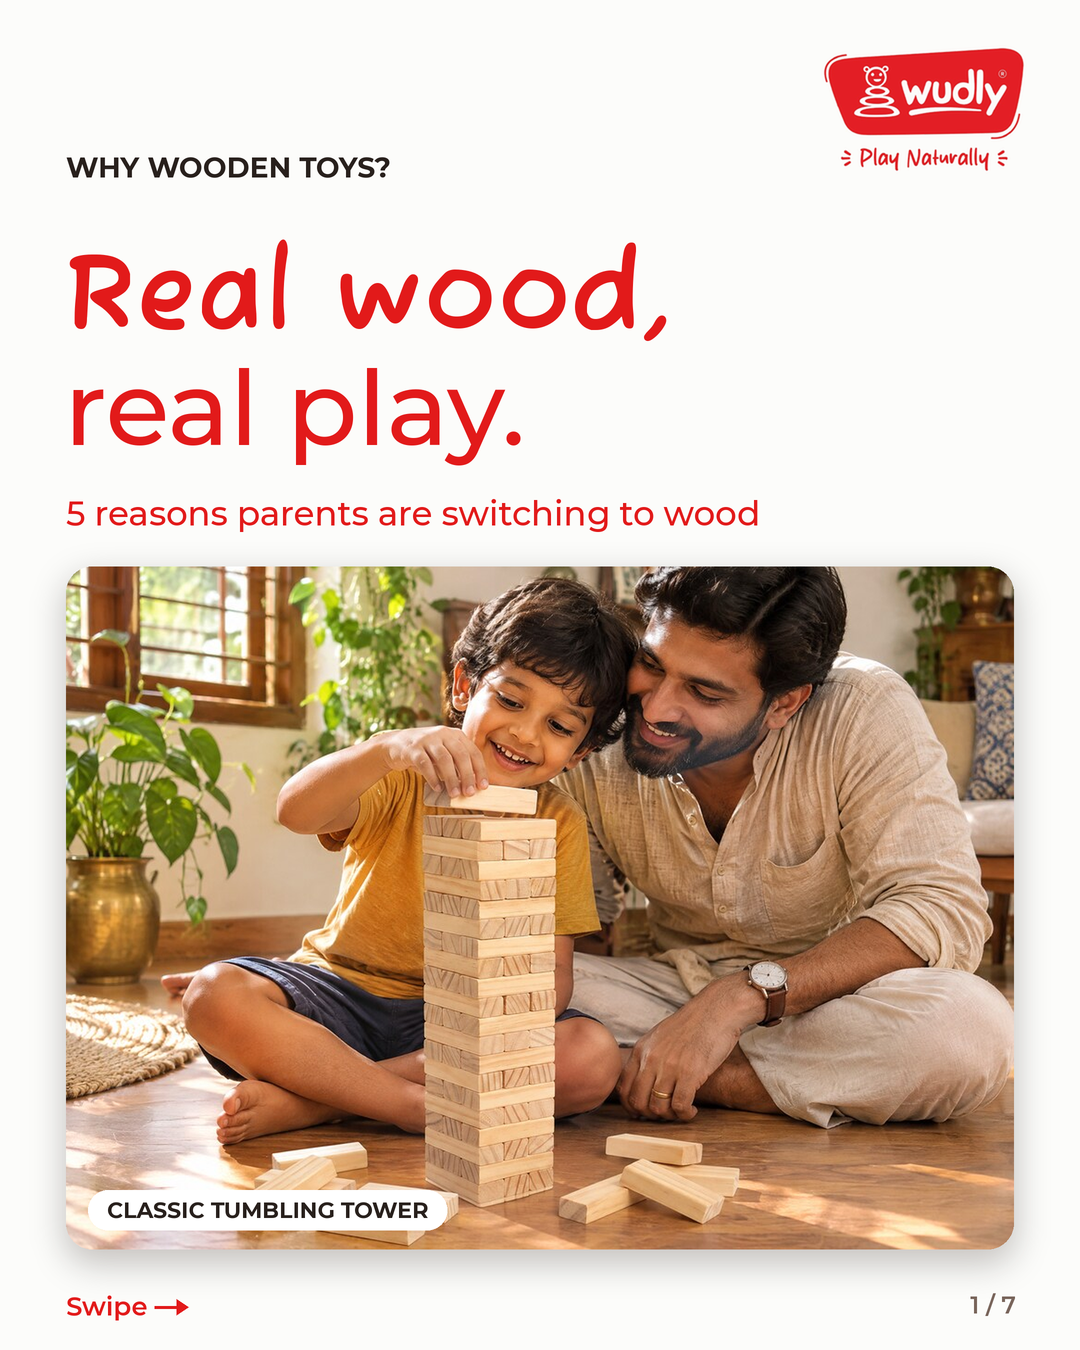 wudly®
Play Naturally
WHY WOODEN TOYS?
Real wood,
real play.
5 reasons parents are switching to wood
CLASSIC TUMBLING TOWER
Swipe →
1 / 7